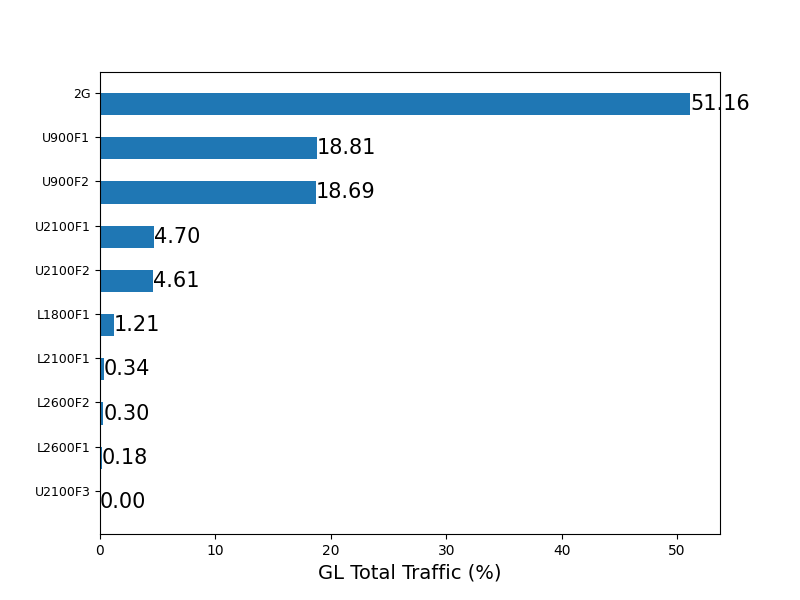 2G 51.16
U900F1 18.81
U900F2 18.69
U2100F1 4.70
U2100F2 4.61
L1800F1 1.21
L2100F1 0.34
L2600F2 0.30
L2600F1 0.18
U2100F3 0.00
0 10 20 30 40 50
GL Total Traffic (%)